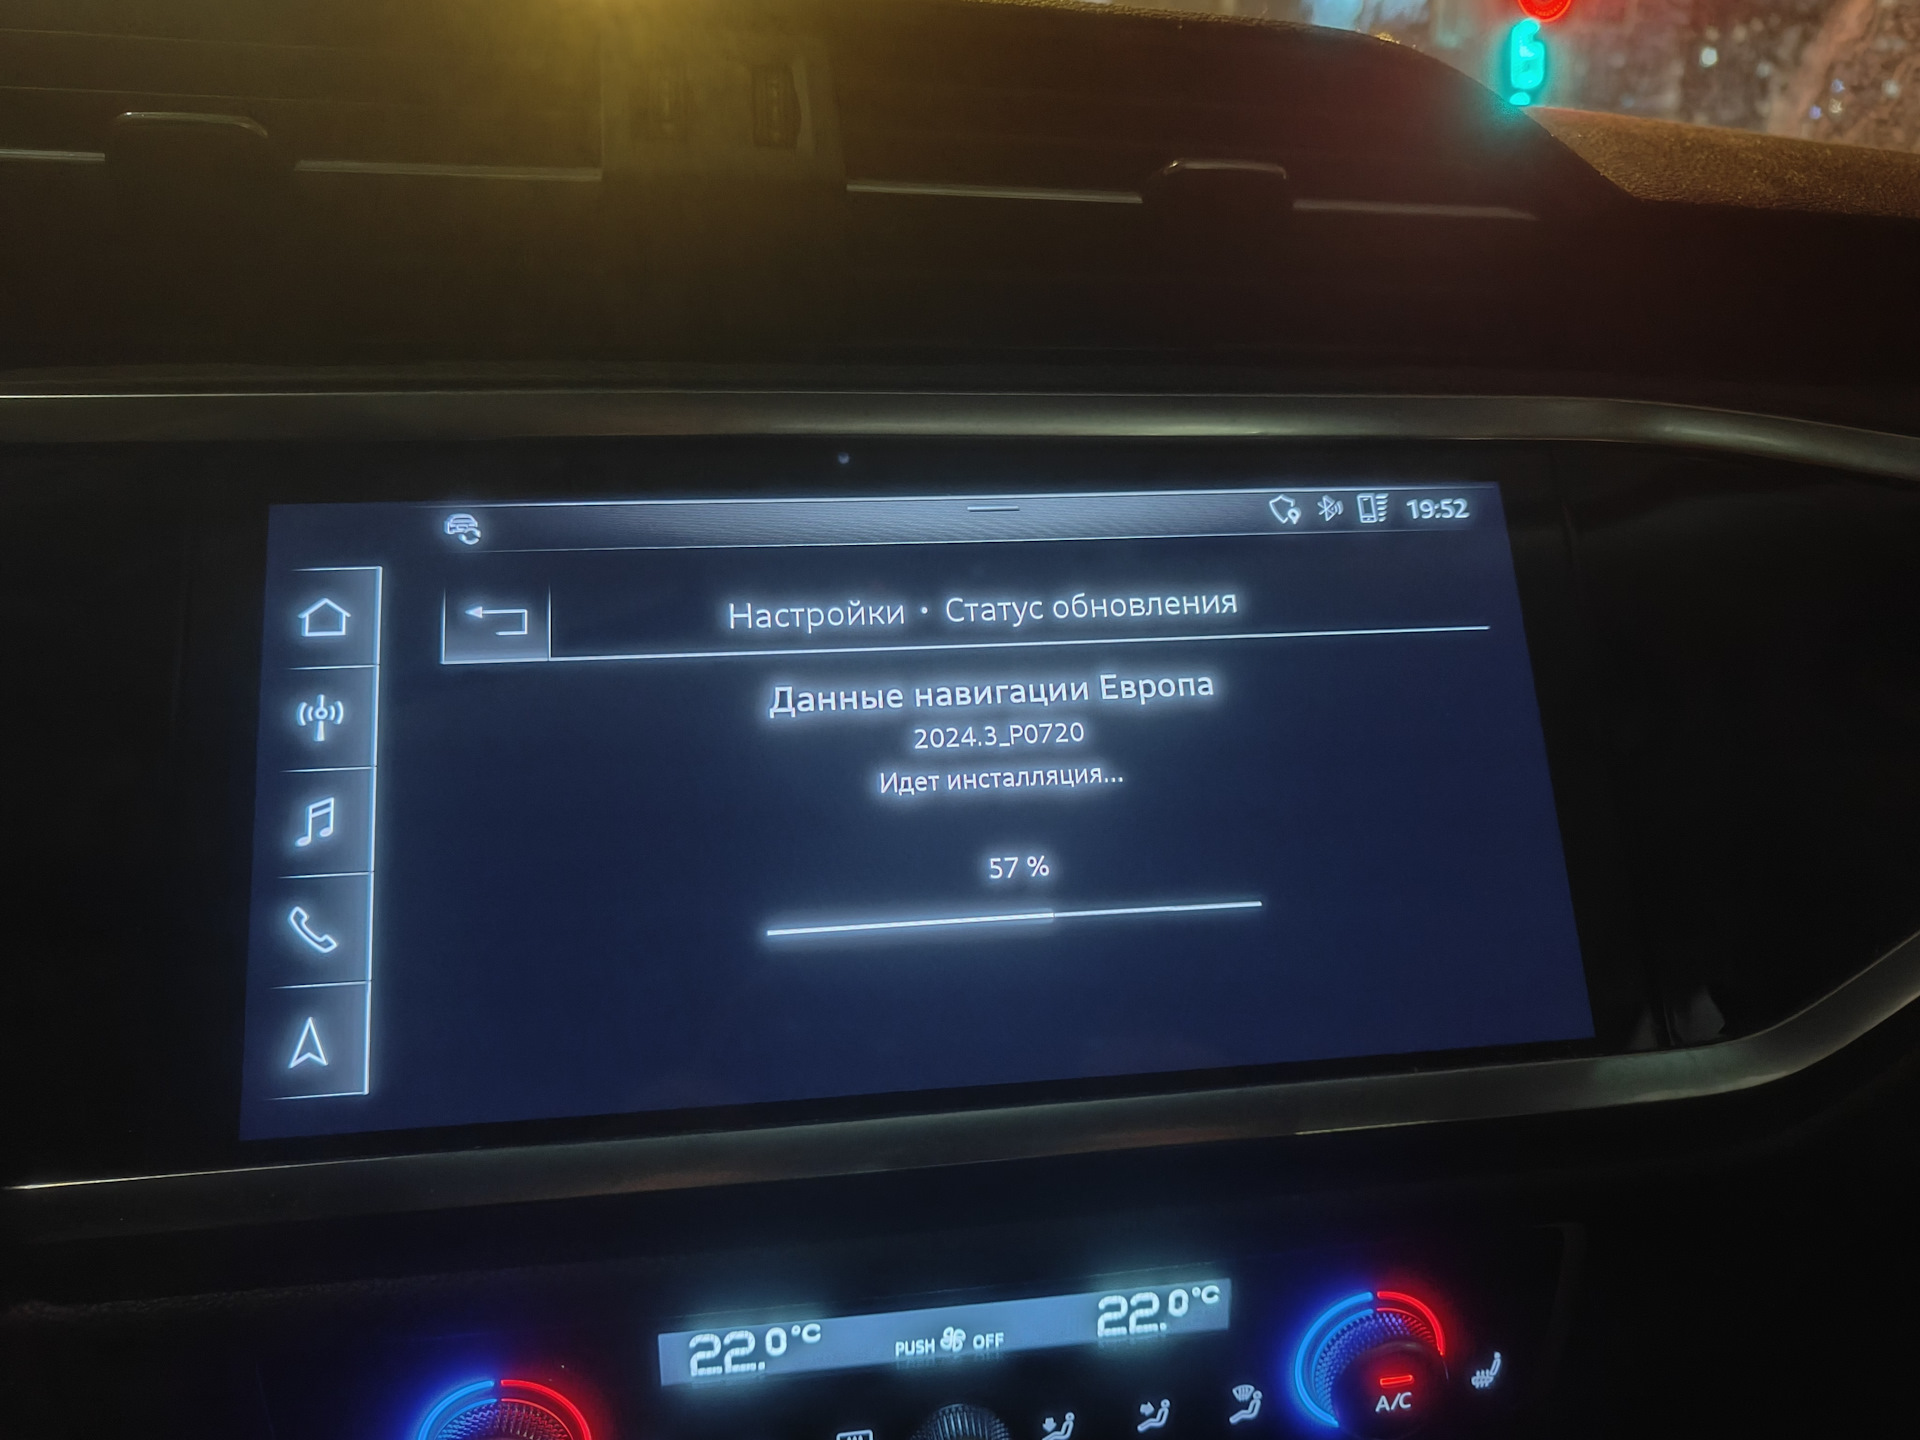 6
19:52
Настройки • Статус обновления
Данные навигации Европа
2024.3_P0720
Идет инсталляция...
57 %
22.0°C PUSH OFF 22.0°C
A/C